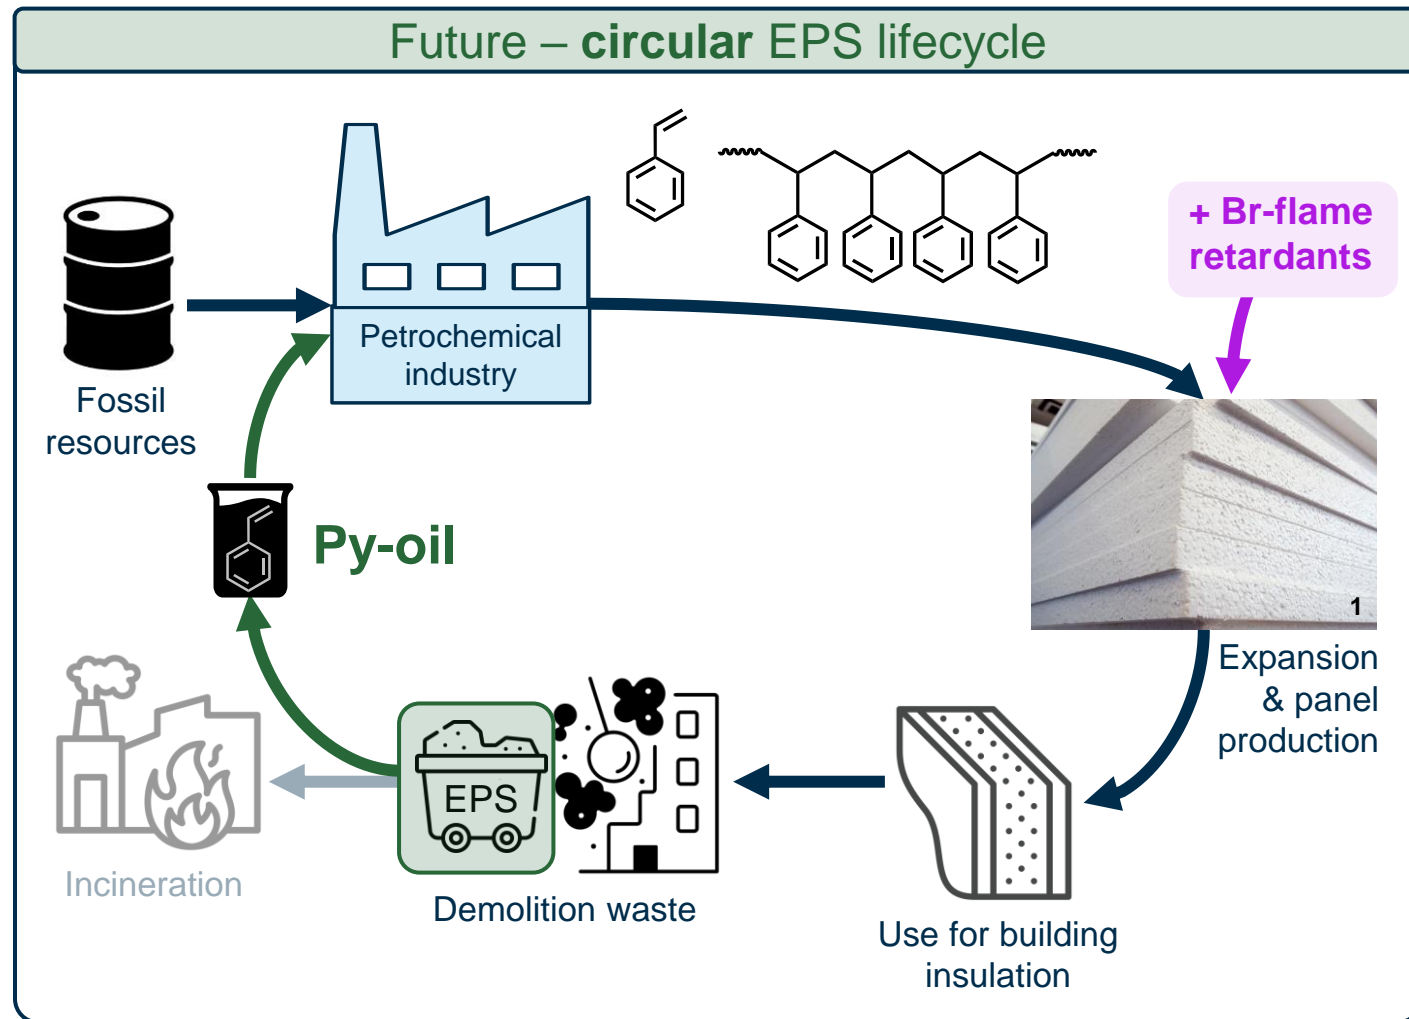 Future – circular EPS lifecycle
+ Br-flame
retardants
Petrochemical
industry
Fossil
resources
Py-oil
1
Expansion
& panel
production
EPS
Incineration
Demolition waste
Use for building
insulation